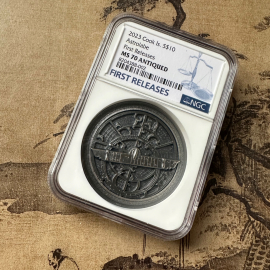 2023 Cook Is. S$10
Astrolabe
First Releases
MS 70 ANTIQUED
FIRST RELEASES
NGC